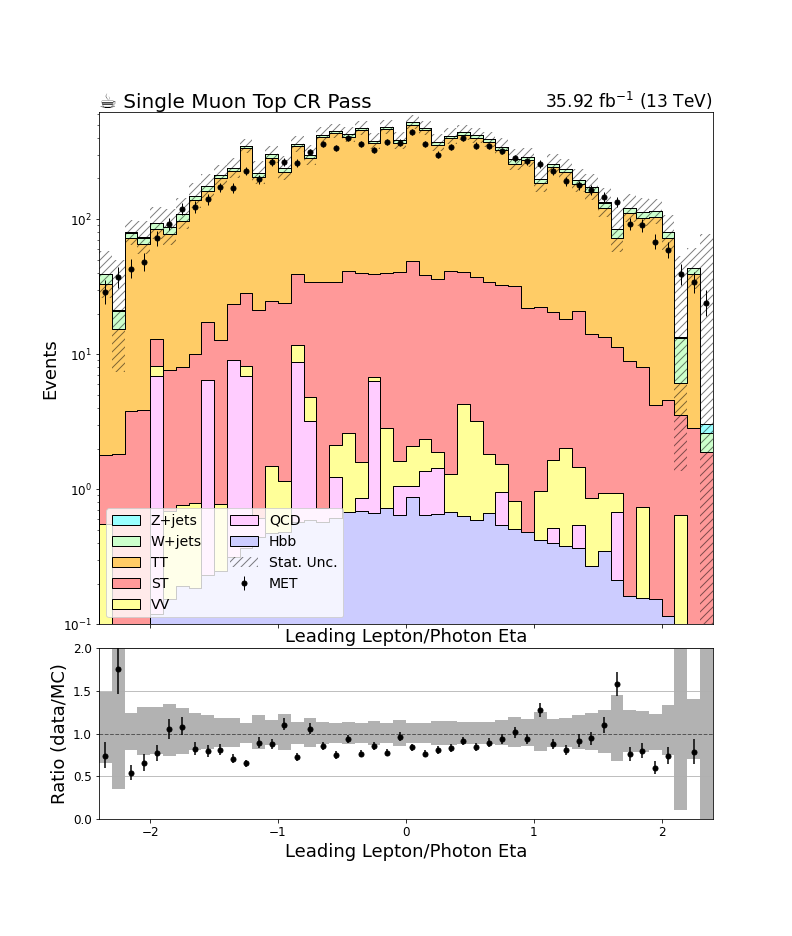 ☕ Single Muon Top CR Pass 35.92 fb⁻¹ (13 TeV)
Events
10²
10¹
10⁰
10⁻¹
Z+jets QCD
W+jets Hbb
TT Stat. Unc.
ST MET
VV
Leading Lepton/Photon Eta
Ratio (data/MC)
2.0
1.5
1.0
0.5
0.0
−2 −1 0 1 2
Leading Lepton/Photon Eta